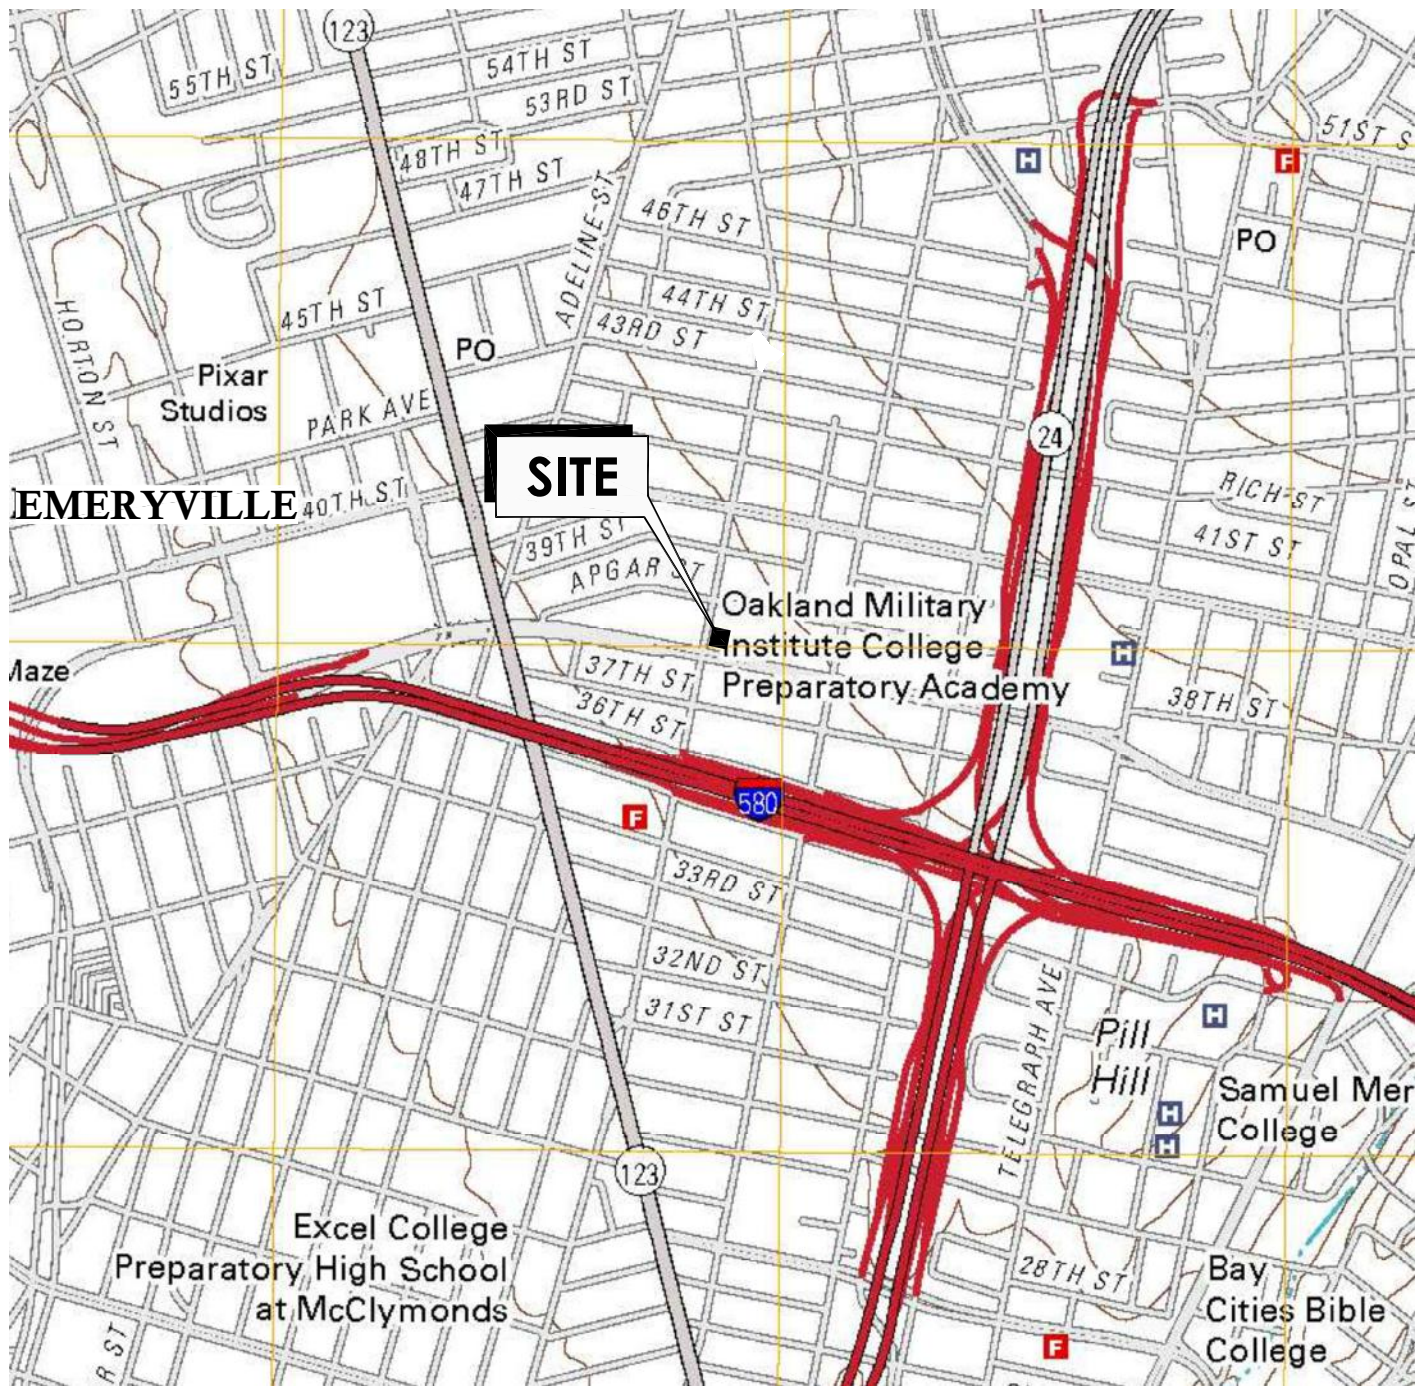 123
54TH ST
55TH ST
53RD ST
51ST S
48TH ST
H
F
47TH ST
46TH ST
PO
ADELINE ST
44TH ST
45TH ST
HORTON ST
43RD ST
PO
Pixar
Studios
PARK AVE
24
SITE
RICH ST
EMERYVILLE
40TH ST
39TH ST
41ST ST
OPAL ST
APGAR ST
Oakland Military
Institute College
Preparatory Academy
H
Maze
37TH ST
38TH ST
36TH ST
580
F
33RD ST
32ND ST
31ST ST
TELEGRAPH AVE
H
Pill
Hill
Samuel Mer
College
H
H
123
Excel College
Preparatory High School
at McClymonds
28TH ST
Bay
Cities Bible
College
F
R ST